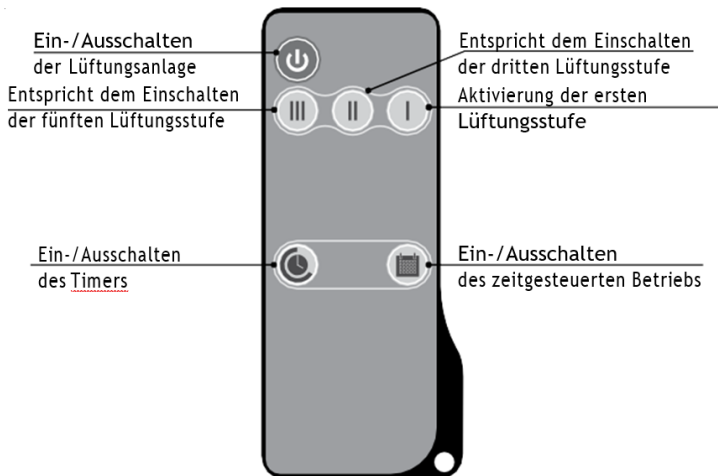 Ein-/Ausschalten
der Lüftungsanlage
Entspricht dem Einschalten
der dritten Lüftungsstufe
Entspricht dem Einschalten
der fünften Lüftungsstufe
III
II
I
Aktivierung der ersten
Lüftungsstufe
Ein-/Ausschalten
des Timers
Ein-/Ausschalten
des zeitgesteuerten Betriebs